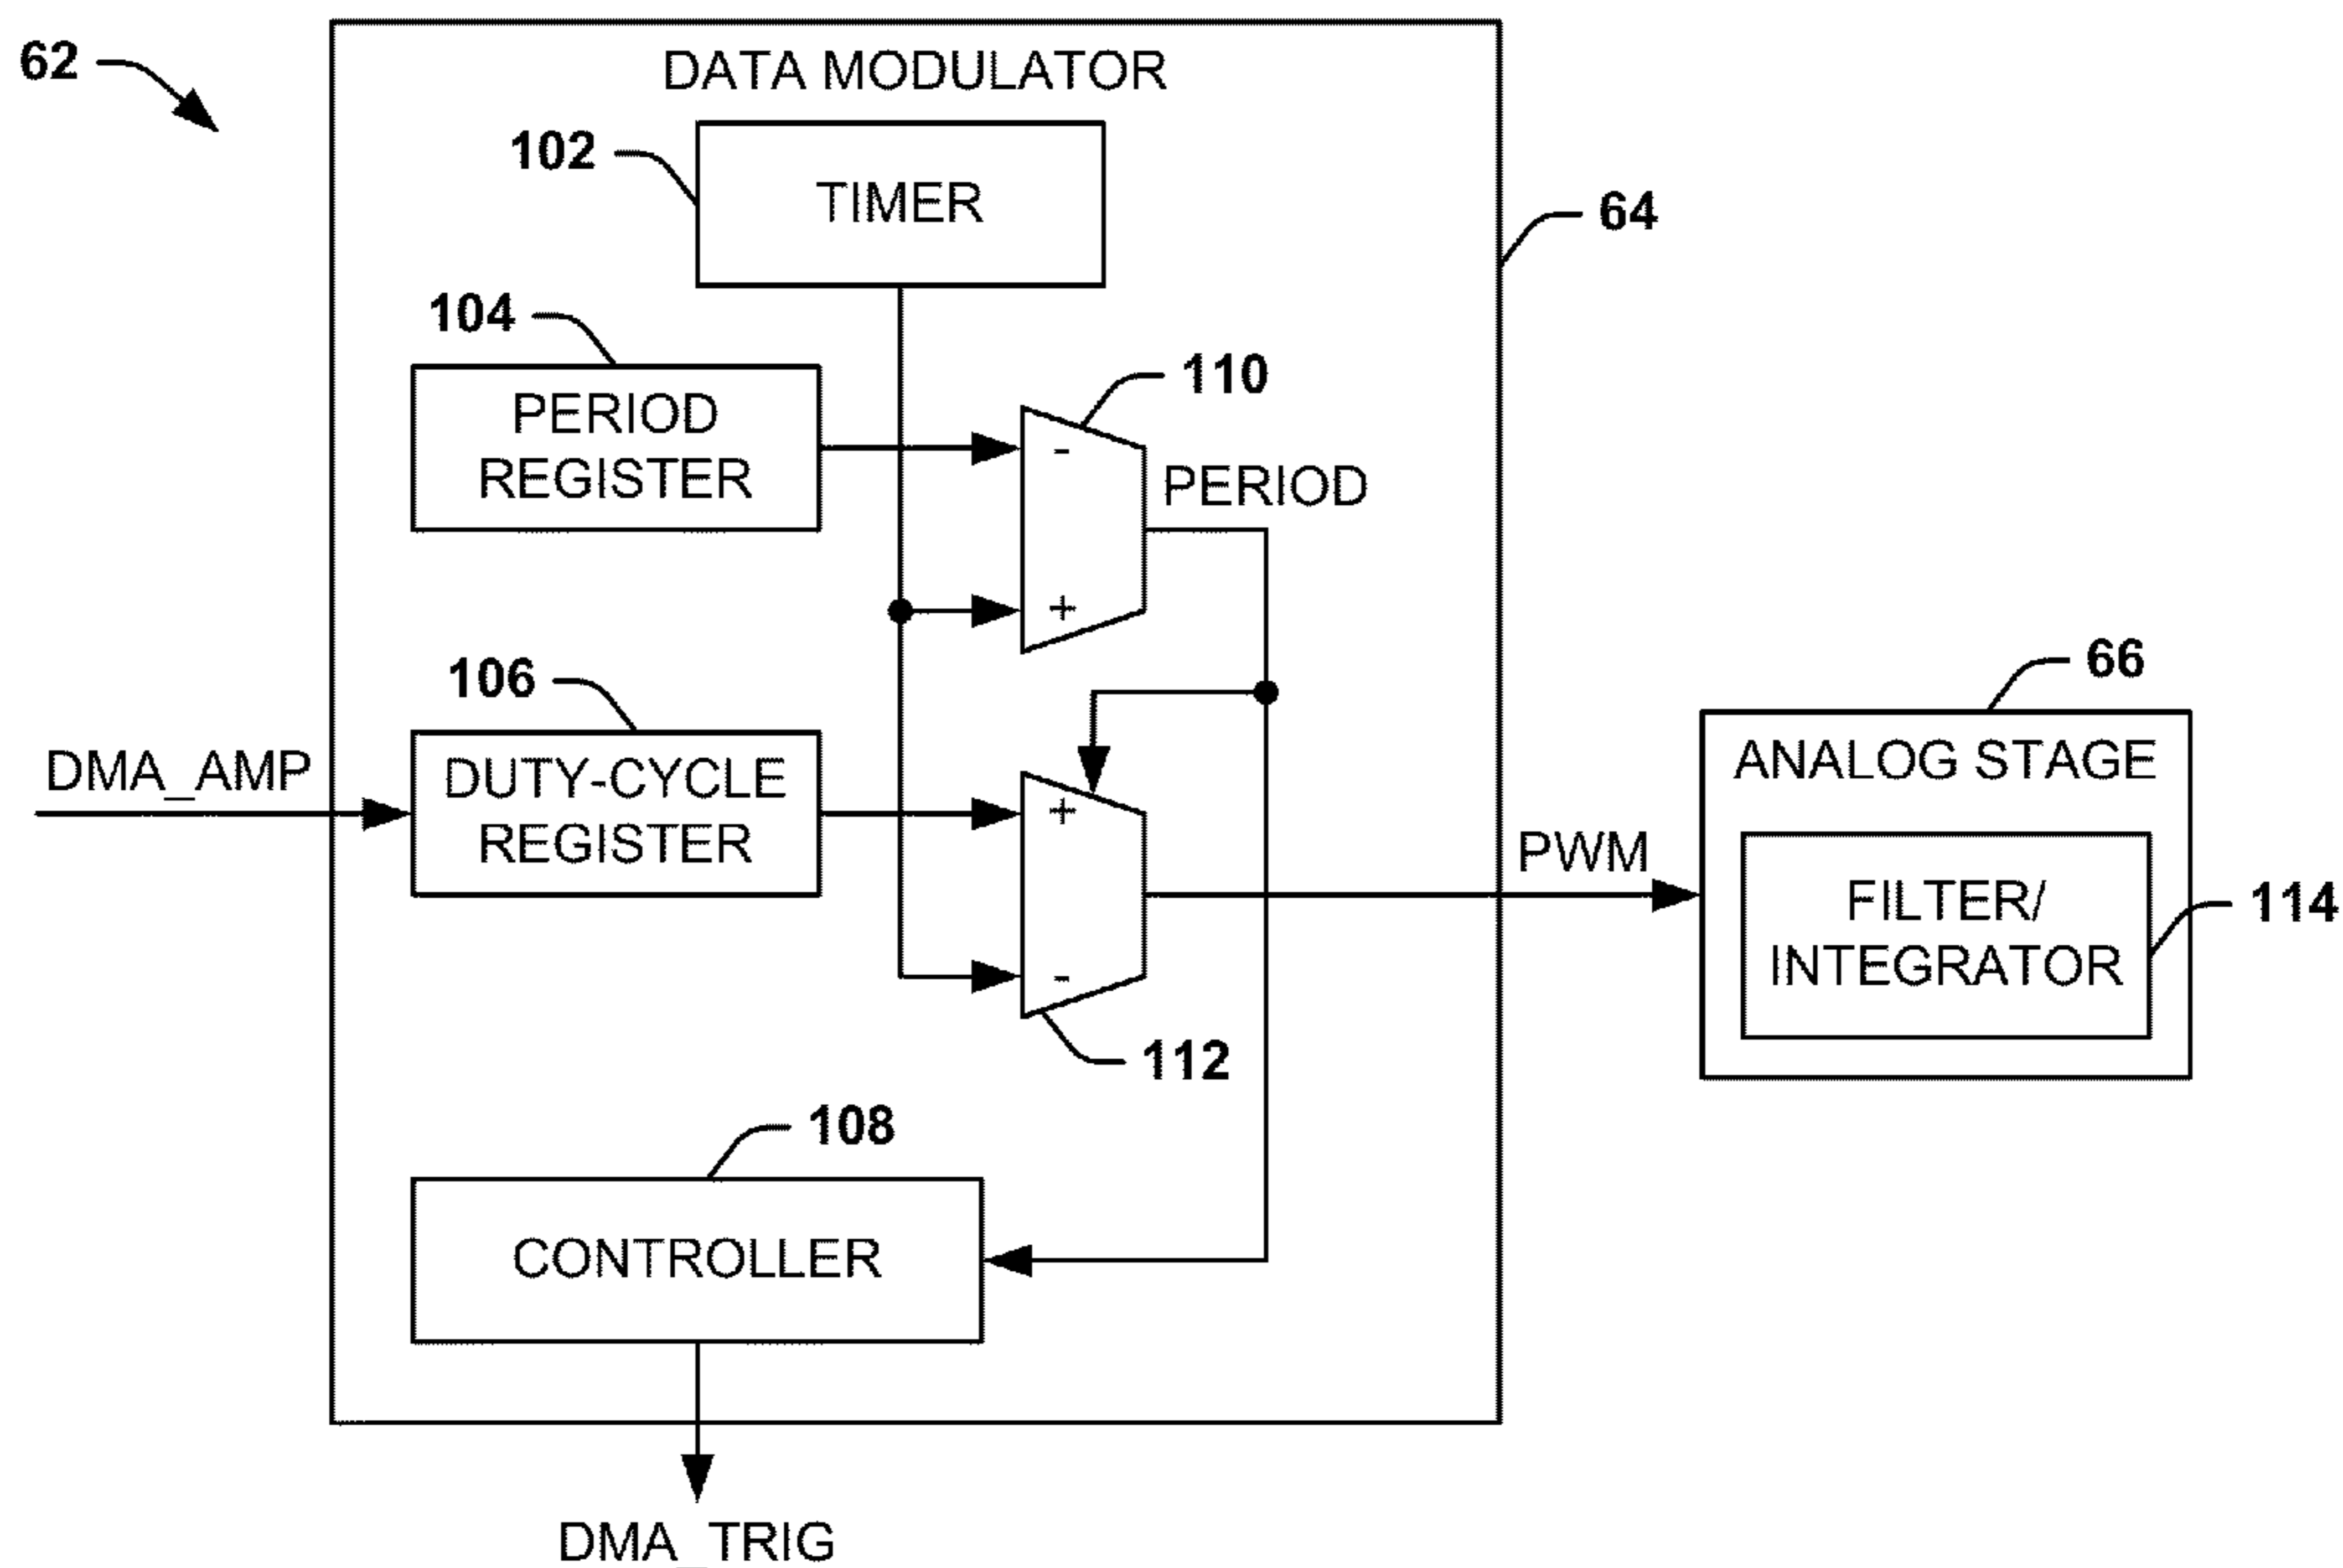 62
DATA MODULATOR
102
TIMER
64
104
PERIOD
REGISTER
110
-
PERIOD
+
106
DMA_AMP
DUTY-CYCLE
REGISTER
+
-
112
PWM
66
ANALOG STAGE
FILTER/
INTEGRATOR
114
108
CONTROLLER
DMA_TRIG